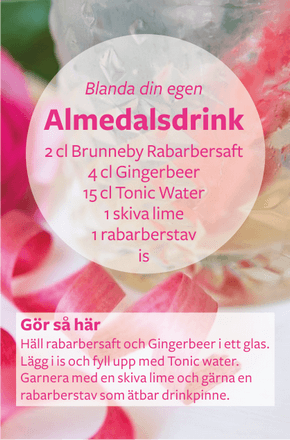 Blanda din egen
Almedalsdrink
2 cl Brunneby Rabarbersaft
4 cl Gingerbeer
15 cl Tonic Water
1 skiva lime
1 rabarberstav
is
Gör så här
Häll rabarbersaft och Gingerbeer i ett glas.
Lägg i is och fyll upp med Tonic water.
Garnera med en skiva lime och gärna en
rabarberstav som ätbar drinkpinne.